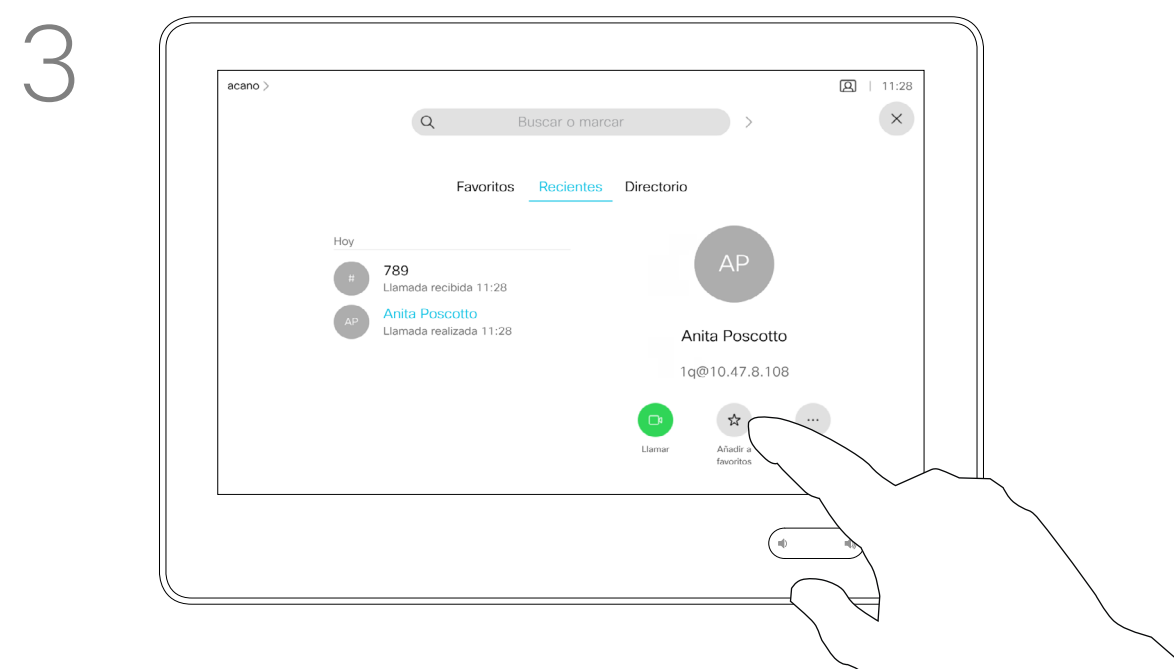 3
acano >
11:28
Buscar o marcar
Favoritos Recientes Directorio
Hoy
#
789
Llamada recibida 11:28
AP
Anita Poscotto
Llamada realizada 11:28
AP
Anita Poscotto
1q@10.47.8.108
Llamar
Añadir a
favoritos